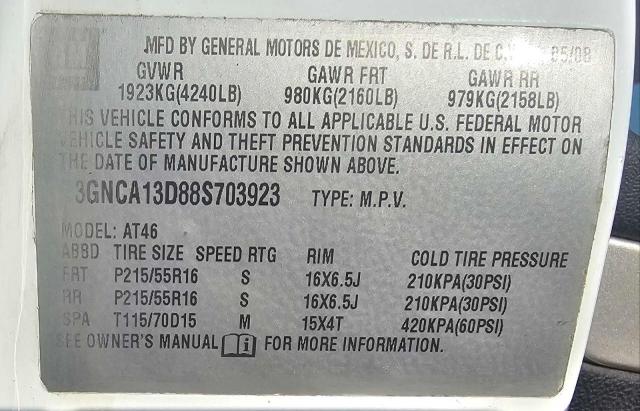 MFD BY GENERAL MOTORS DE MEXICO, S. DE R.L. DE C.V. 05/08
GVWR GAWR FRT GAWR RR
1923KG(4240LB) 980KG(2160LB) 979KG(2158LB)
THIS VEHICLE CONFORMS TO ALL APPLICABLE U.S. FEDERAL MOTOR
VEHICLE SAFETY AND THEFT PREVENTION STANDARDS IN EFFECT ON
THE DATE OF MANUFACTURE SHOWN ABOVE.
3GNCA13D88S703923 TYPE: M.P.V.
MODEL: AT46
ABBD TIRE SIZE SPEED RTG RIM COLD TIRE PRESSURE
FRT P215/55R16 S 16X6.5J 210KPA(30PSI)
RR P215/55R16 S 16X6.5J 210KPA(30PSI)
SPA T115/70D15 M 15X4T 420KPA(60PSI)
SEE OWNER'S MANUAL i FOR MORE INFORMATION.